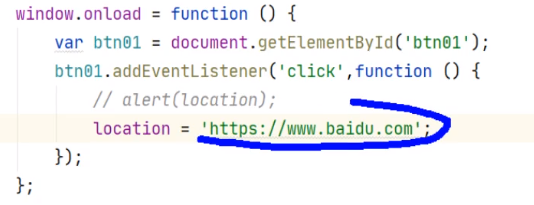 window.onload = function () {
    var btn01 = document.getElementById('btn01');
    btn01.addEventListener('click',function () {
        // alert(location);
        location = 'https://www.baidu.com';
    });
};